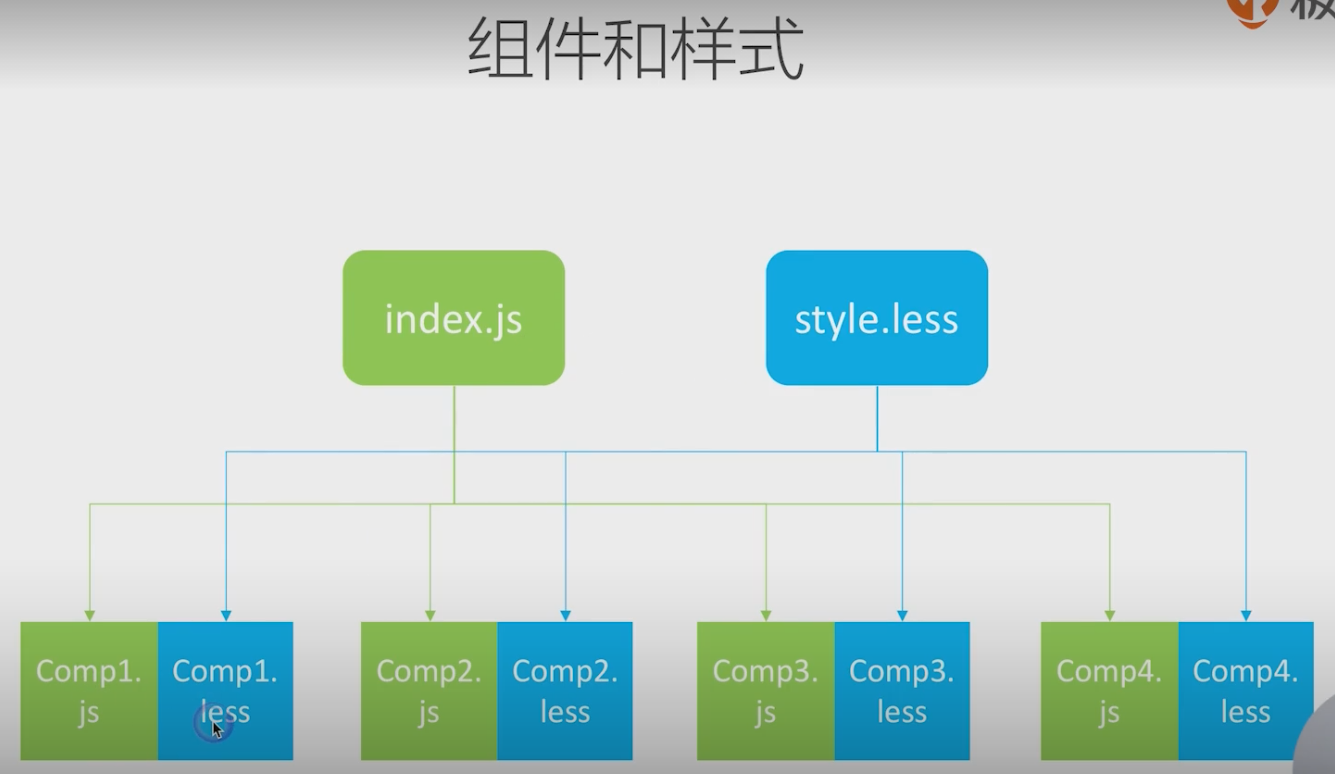 组件和样式
index.js
style.less
Comp1.
js
Comp1.
less
Comp2.
js
Comp2.
less
Comp3.
js
Comp3.
less
Comp4.
js
Comp4.
less